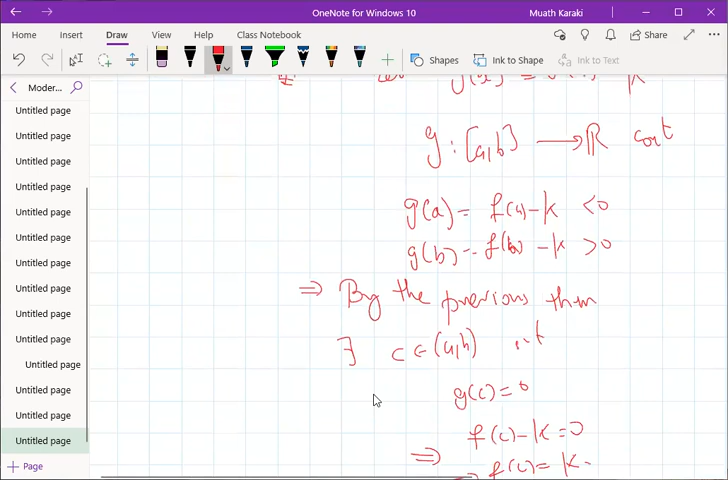 OneNote for Windows 10
Muath Karaki
Home
Insert
Draw
View
Help
Class Notebook
Share
Shapes
Ink to Shape
Ink to Text
Moder...
Untitled page
Untitled page
Untitled page
Untitled page
Untitled page
Untitled page
Untitled page
Untitled page
Untitled page
Untitled page
Untitled page
Untitled page
Untitled page
Untitled page
+ Page
g : [a,b] → ℝ cont
g(a) = f(a) - k < 0
g(b) = f(b) - k > 0
⇒ By the previous thm
∃ c ∈ (a,b) s.t
g(c) = 0
⇒ f(c) - k = 0
⇒ f(c) = k.